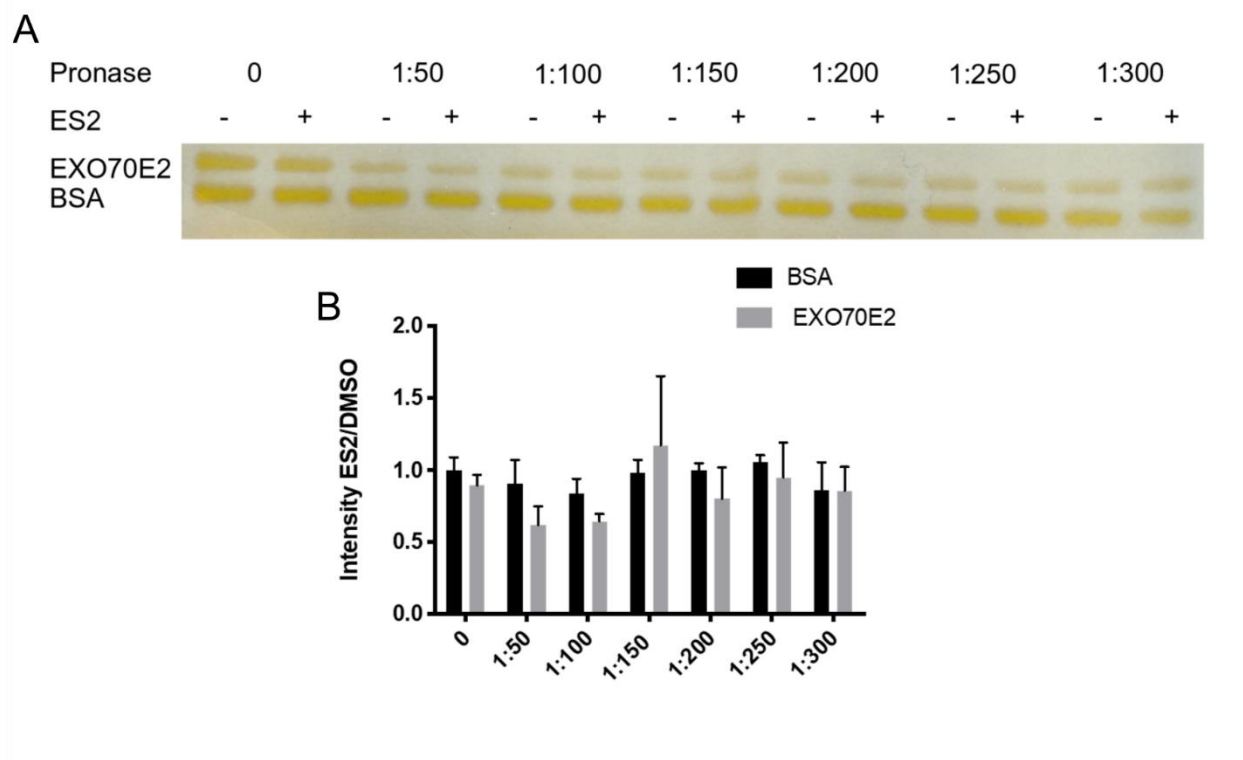 A
Pronase 0 1:50 1:100 1:150 1:200 1:250 1:300
ES2 - + - + - + - + - + - + - +
EXO70E2
BSA
BSA
B
EXO70E2
2.0
1.5
1.0
0.5
0.0
Intensity ES2/DMSO
0 1:50 1:100 1:150 1:200 1:250 1:300